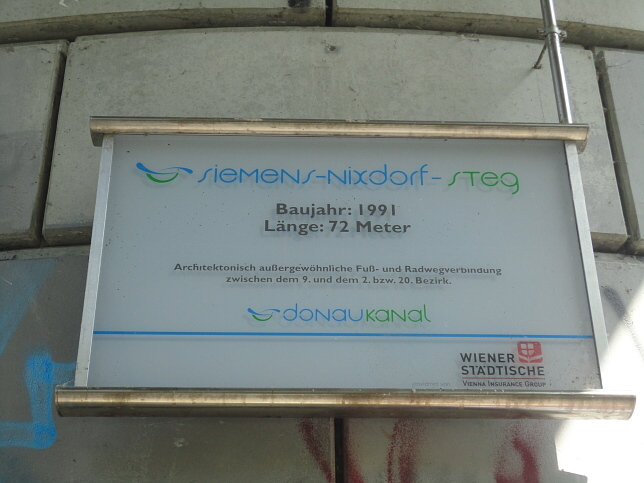 siemens-nixdorf-steg
Baujahr: 1991
Länge: 72 Meter
Architektonisch außergewöhnliche Fuß- und Radwegverbindung
zwischen dem 9. und dem 2. bzw. 20. Bezirk.
donaukanal
WIENER
STÄDTISCHE
VIENNA INSURANCE GROUP